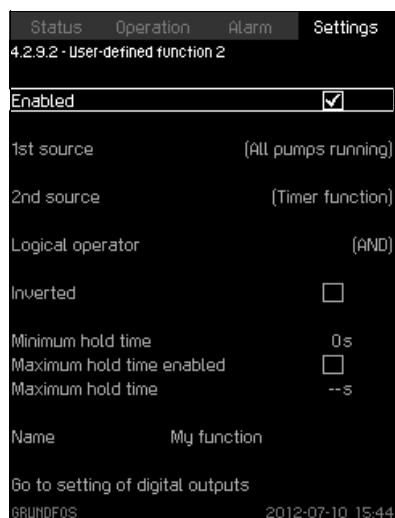 Status Operation Alarm Settings
4.2.9.2 - User-defined function 2
Enabled
1st source (All pumps running)
2nd source (Timer function)
Logical operator (AND)
Inverted
Minimum hold time 0s
Maximum hold time enabled
Maximum hold time --s
Name My function
Go to setting of digital outputs
GRUNDFOS 2012-07-10 15:44